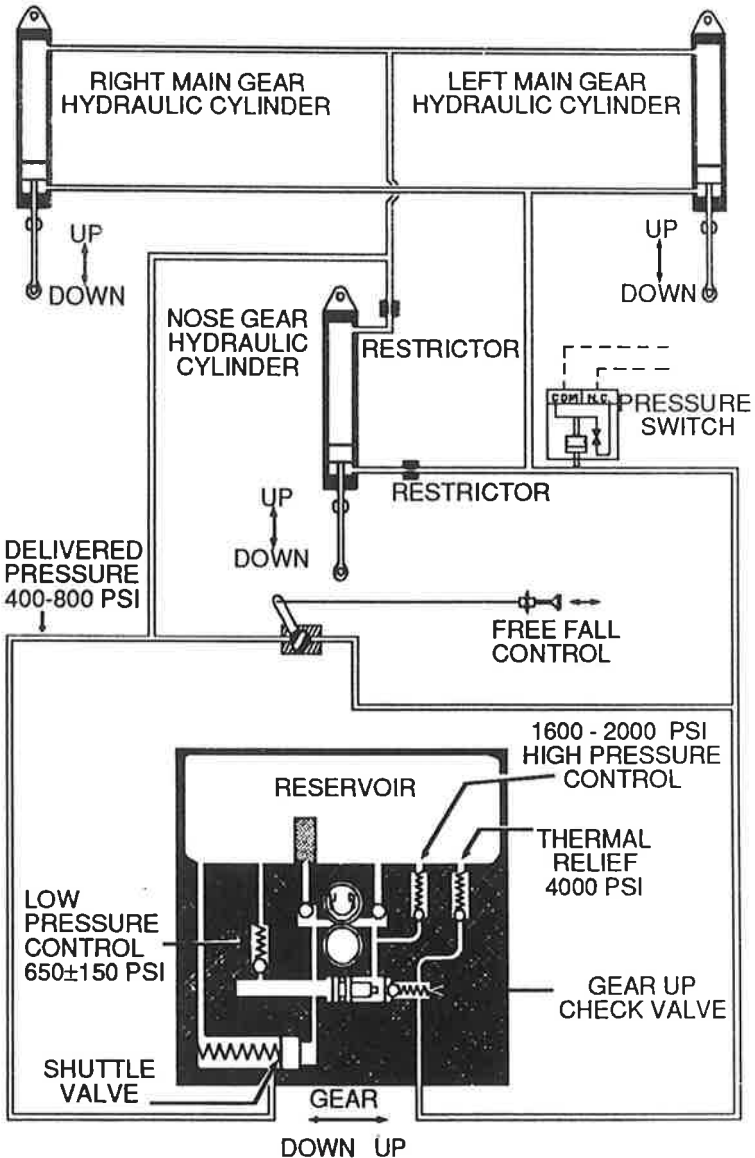 RIGHT MAIN GEAR
HYDRAULIC CYLINDER
LEFT MAIN GEAR
HYDRAULIC CYLINDER
UP
DOWN
UP
DOWN
NOSE GEAR
HYDRAULIC
CYLINDER
RESTRICTOR
COM N.C.
PRESSURE
SWITCH
RESTRICTOR
UP
DOWN
DELIVERED
PRESSURE
400-800 PSI
FREE FALL
CONTROL
1600 - 2000 PSI
HIGH PRESSURE
CONTROL
RESERVOIR
THERMAL
RELIEF
4000 PSI
LOW
PRESSURE
CONTROL
650±150 PSI
GEAR UP
CHECK VALVE
SHUTTLE
VALVE
GEAR
DOWN UP